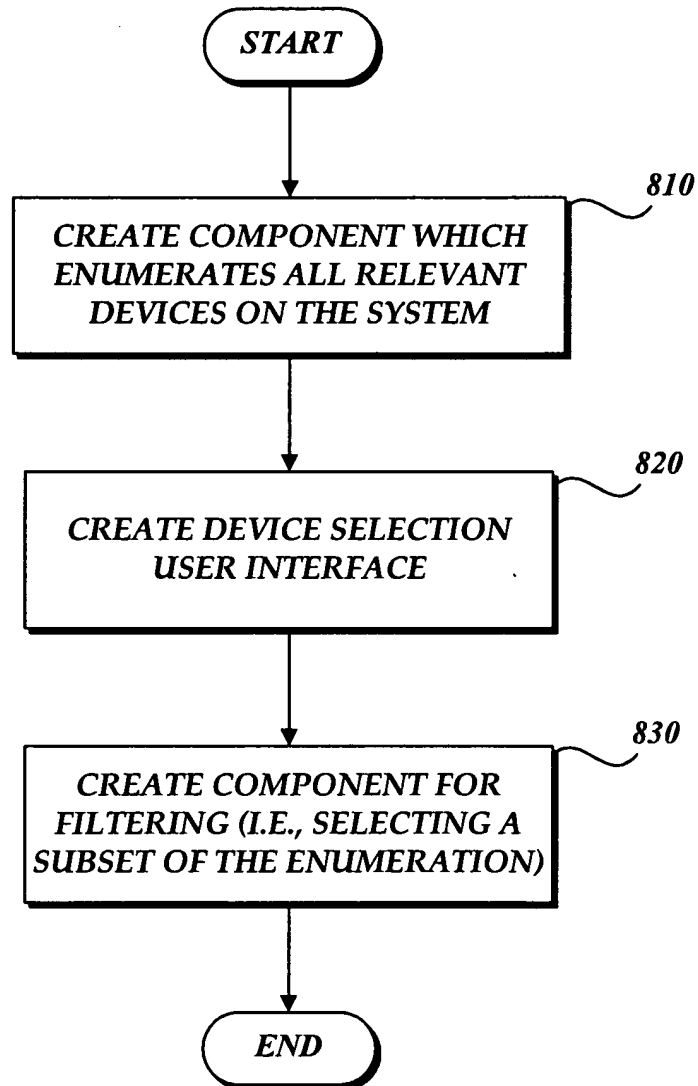 START
810
CREATE COMPONENT WHICH
ENUMERATES ALL RELEVANT
DEVICES ON THE SYSTEM
820
CREATE DEVICE SELECTION
USER INTERFACE
830
CREATE COMPONENT FOR
FILTERING (I.E., SELECTING A
SUBSET OF THE ENUMERATION)
END